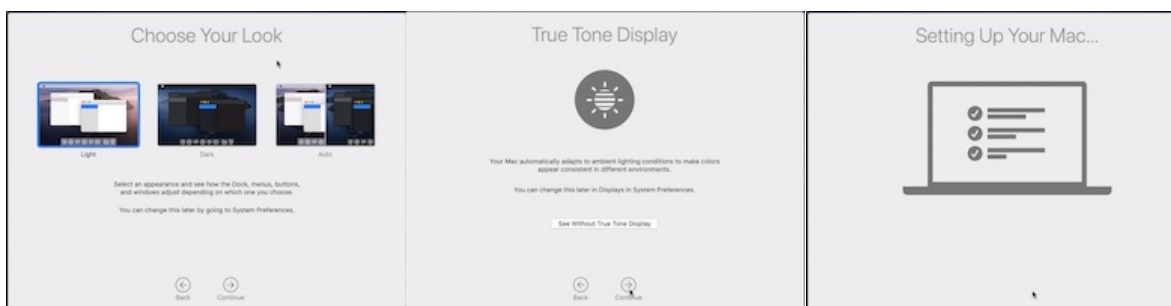 Choose Your Look
Light
Dark
Auto
Select an appearance and see how the Dock, menus, buttons,
and windows adjust depending on which one you choose.
You can change this later by going to System Preferences.
Back
Continue
True Tone Display
Your Mac automatically adapts to ambient lighting conditions to make colors
appear consistent in different environments.
You can change this later in Displays in System Preferences.
See Without True Tone Display
Back
Continue
Setting Up Your Mac...